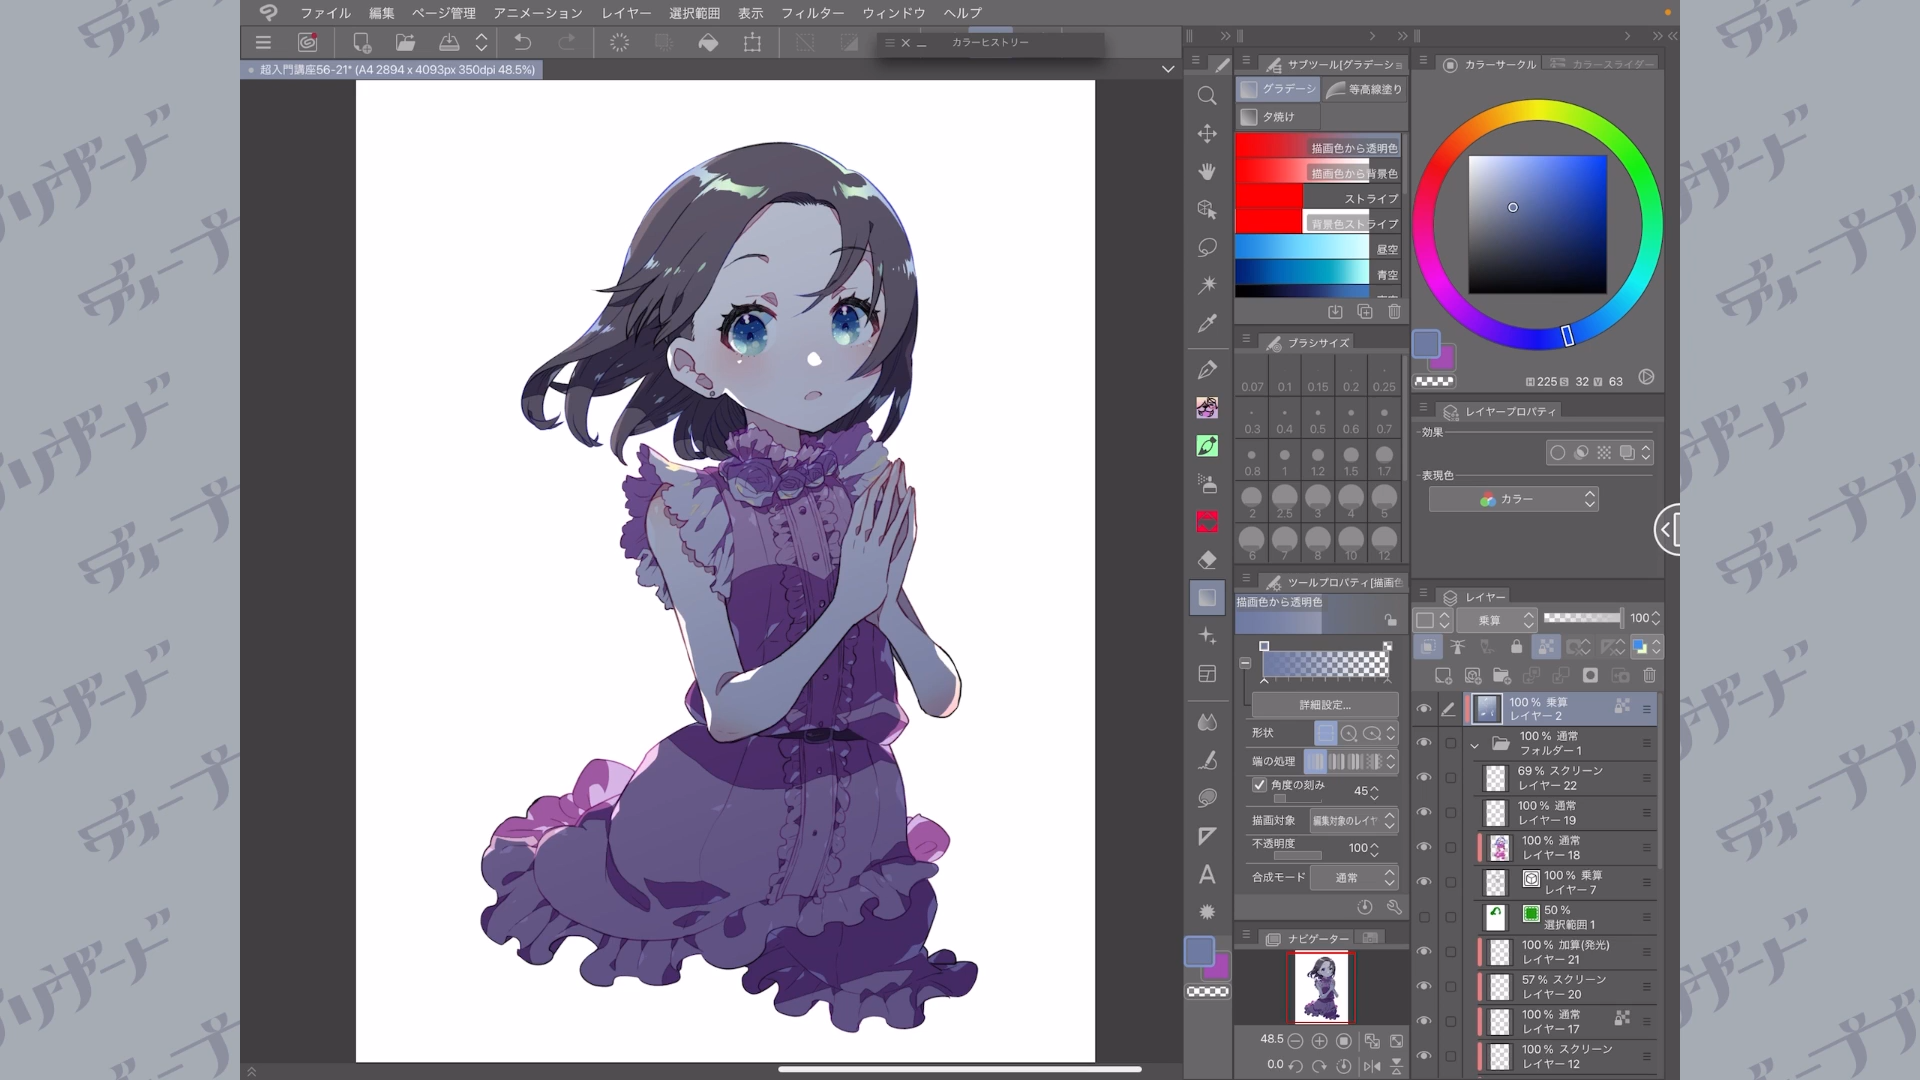 ファイル 編集 ページ管理 アニメーション レイヤー 選択範囲 表示 フィルター ウィンドウ ヘルプ
カラーヒストリー
超入門講座56-21* (A4 2894 x 4093px 350dpi 48.5%)
サブツール[グラデーシ
グラデーシ 等高線塗り
夕焼け
描画色から透明色
描画色から背景色
ストライプ
背景色ストライプ
昼空
青空
ブラシサイズ
0.07 0.1 0.15 0.2 0.25
0.3 0.4 0.5 0.6 0.7
0.8 1 1.2 1.5 1.7
2 2.5 3 4 5
6 7 8 10 12
ツールプロパティ[描画色
描画色から透明色
詳細設定...
形状
端の処理
角度の刻み 45
描画対象 編集対象のレイヤ
不透明度 100
合成モード 通常
ナビゲーター
48.5
0.0
カラーサークル カラースライダー
H 225 S 32 V 63
レイヤープロパティ
効果
表現色
カラー
レイヤー
乗算 100
100 % 乗算
レイヤー 2
100 % 通常
フォルダー 1
69 % スクリーン
レイヤー 22
100 % 通常
レイヤー 19
100 % 通常
レイヤー 18
100 % 乗算
レイヤー 7
50 %
選択範囲 1
100 % 加算(発光)
レイヤー 21
57 % スクリーン
レイヤー 20
100 % 通常
レイヤー 17
100 % スクリーン
レイヤー 12
A
ディープブリザード